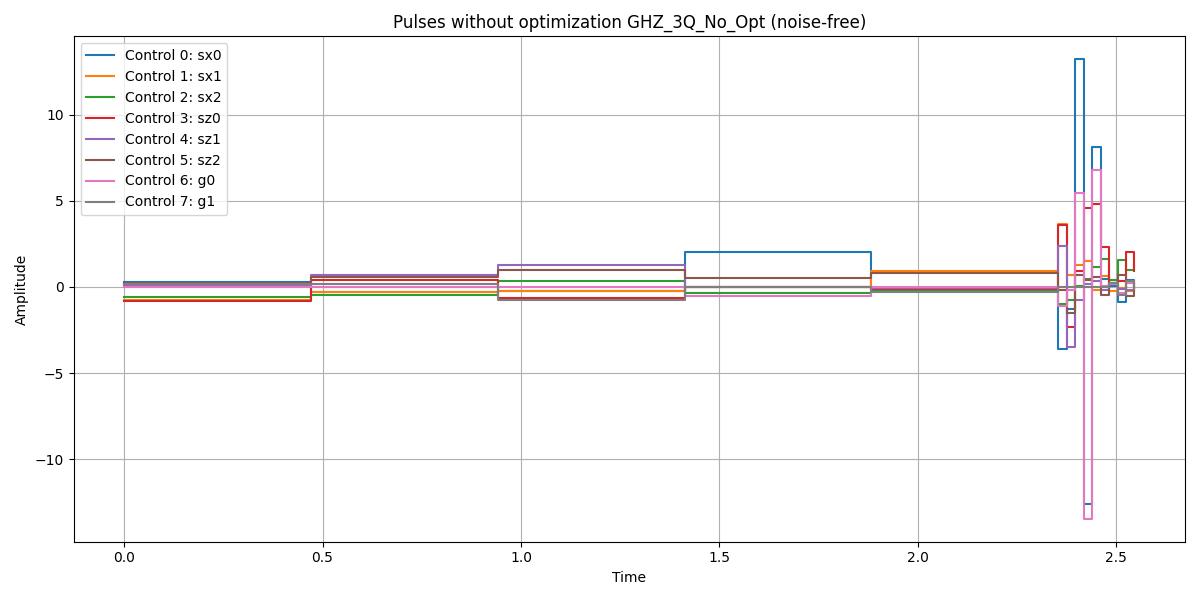 Pulses without optimization GHZ_3Q_No_Opt (noise-free)
Control 0: sx0
Control 1: sx1
Control 2: sx2
Control 3: sz0
Control 4: sz1
Control 5: sz2
Control 6: g0
Control 7: g1
10
5
0
−5
−10
Amplitude
0.0 0.5 1.0 1.5 2.0 2.5
Time